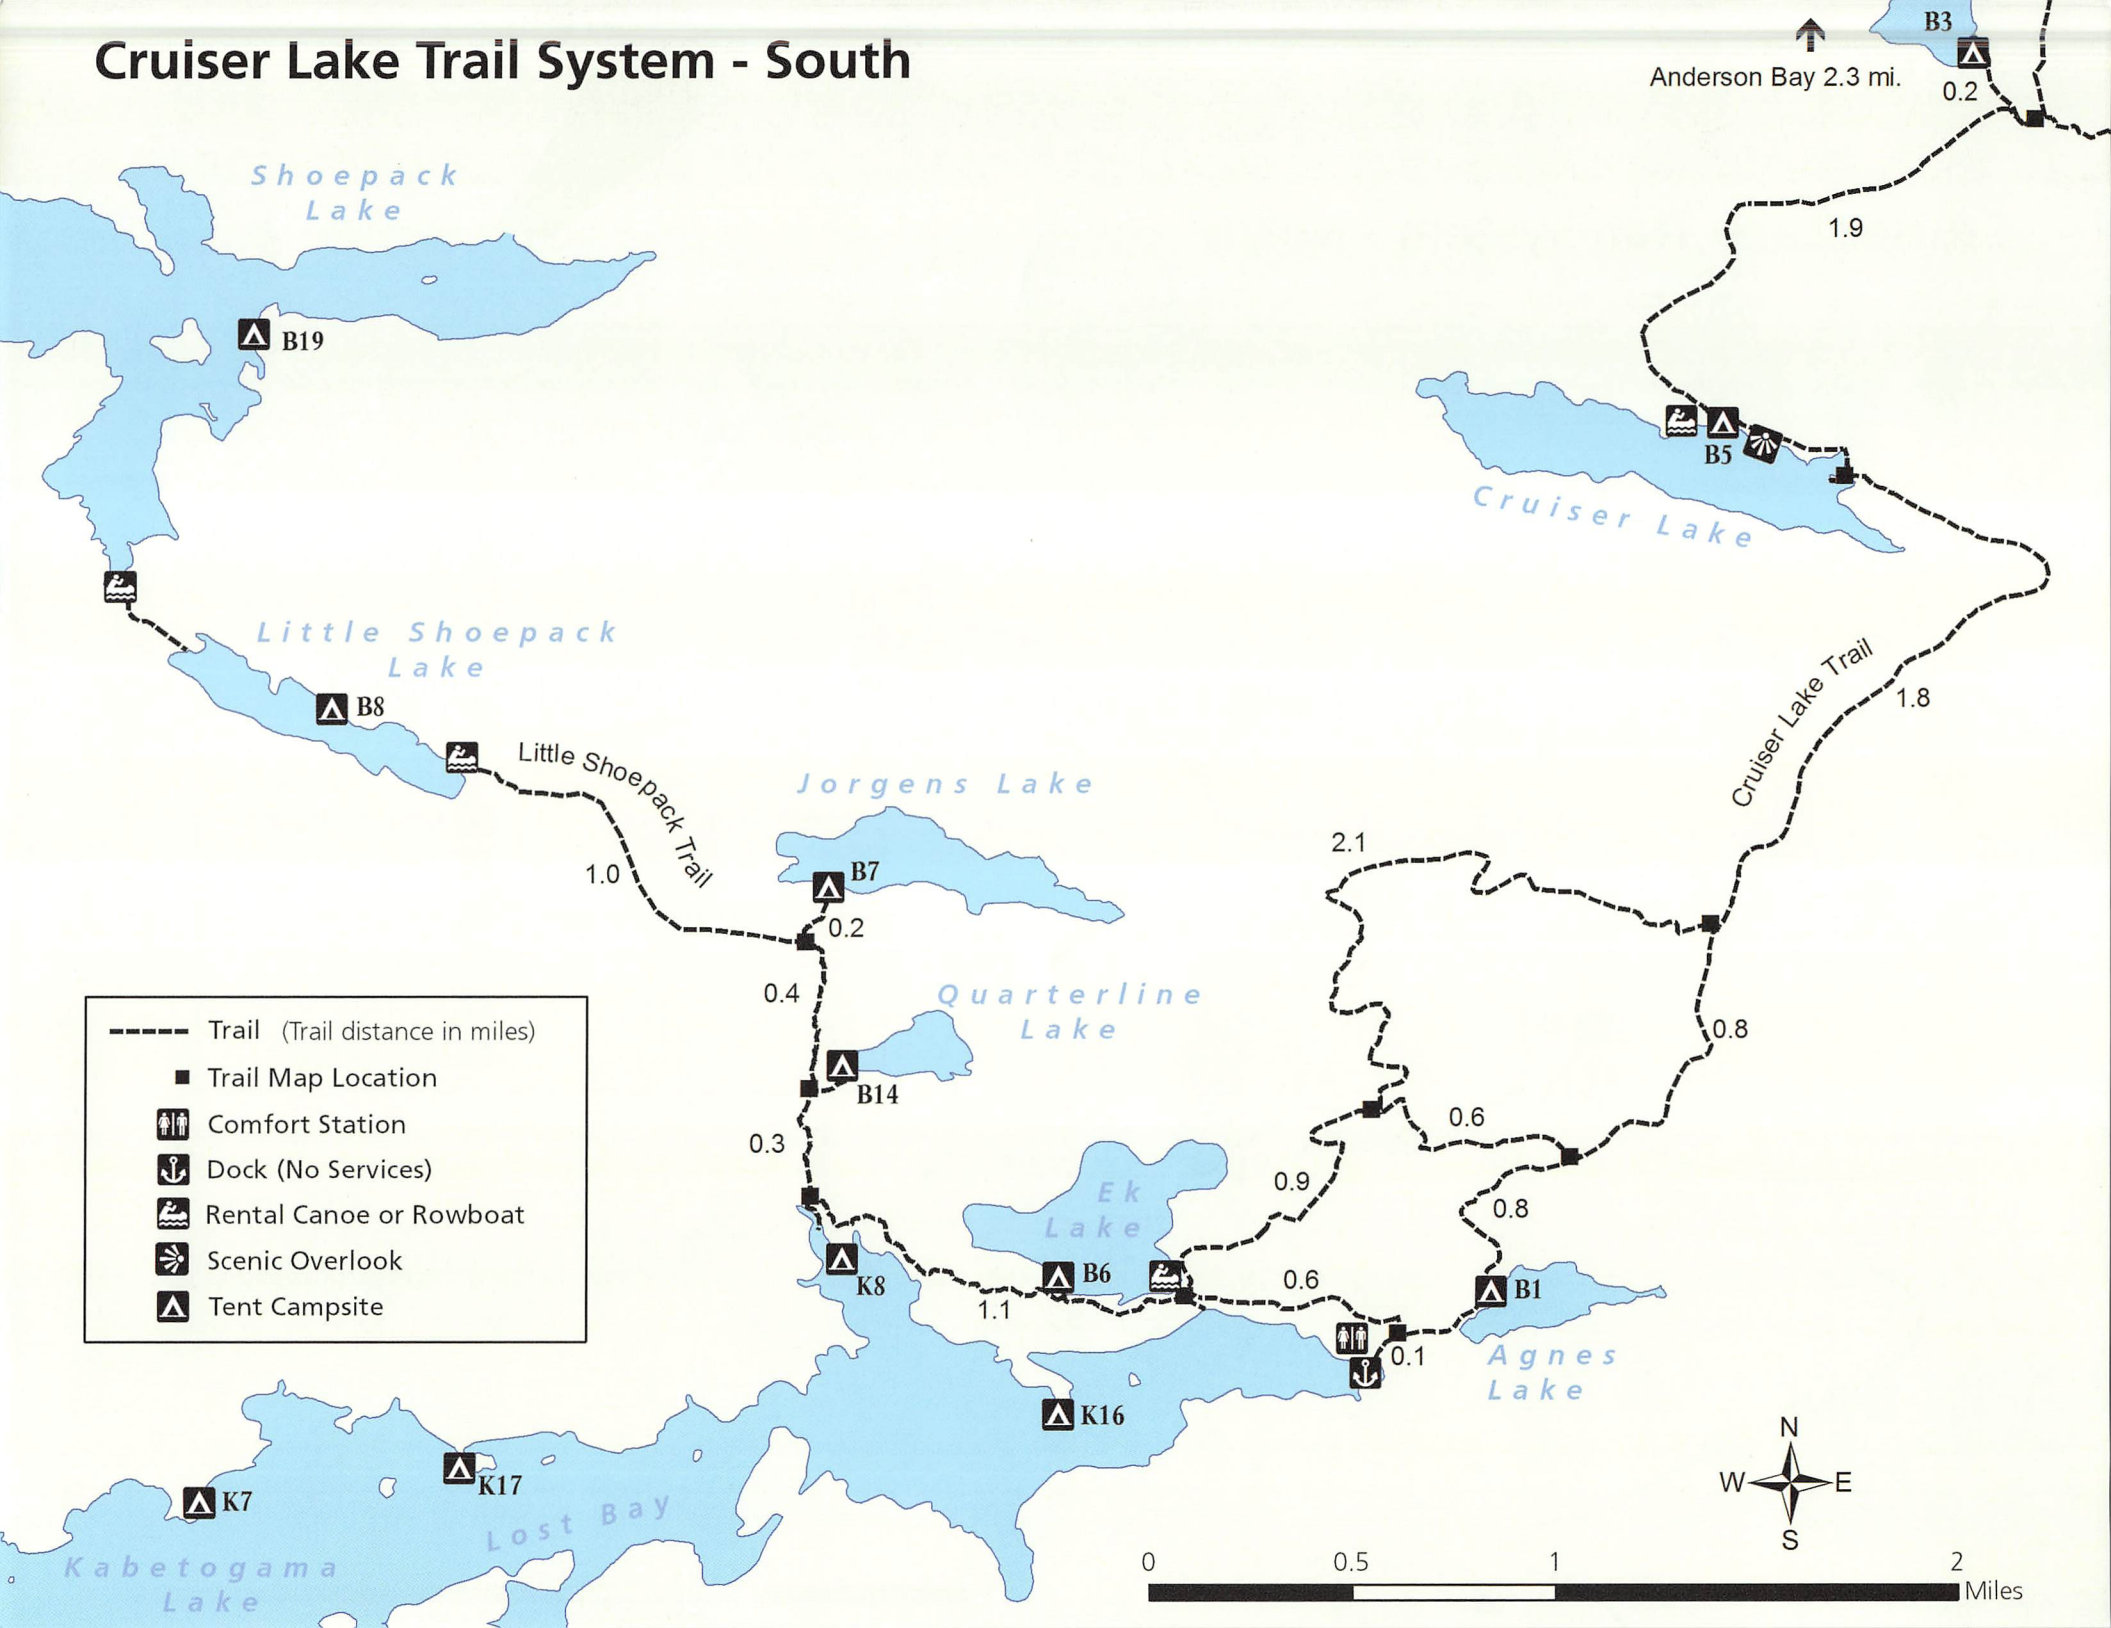 Cruiser Lake Trail System - South
B3
Anderson Bay 2.3 mi.
0.2
1.9
Shoepack
Lake
B19
B5
Cruiser Lake
Little Shoepack
Lake
B8
Little Shoepack Trail
1.0
Cruiser Lake Trail
1.8
Jorgens Lake
B7
0.2
2.1
0.4
Quarterline
Lake
B14
0.8
0.3
0.6
0.9
Ek
Lake
0.8
K8
B6
0.6
B1
1.1
0.1
Agnes
Lake
K16
K17
K7
Lost Bay
Kabetogama
Lake
Trail (Trail distance in miles)
Trail Map Location
Comfort Station
Dock (No Services)
Rental Canoe or Rowboat
Scenic Overlook
Tent Campsite
N
W E
S
0 0.5 1 2
Miles